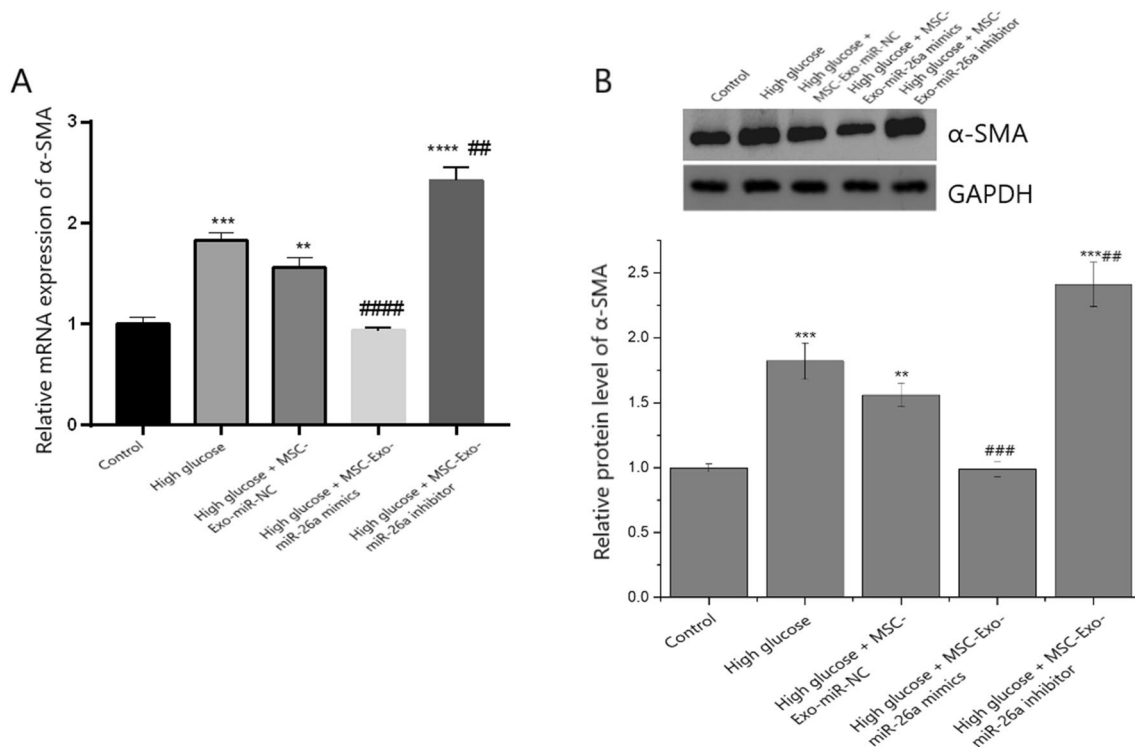 A
Relative mRNA expression of α-SMA
3
2
1
0
***
**
####
**** ##
Control
High glucose
High glucose + MSC-
Exo-miR-NC
High glucose + MSC-Exo-
miR-26a mimics
High glucose + MSC-Exo-
miR-26a inhibitor
B
Control
High glucose
High glucose +
MSC-Exo-miR-NC
High glucose + MSC-
Exo-miR-26a mimics
High glucose + MSC-
Exo-miR-26a inhibitor
α-SMA
GAPDH
Relative protein level of α-SMA
2.5
2.0
1.5
1.0
0.5
0.0
***
**
###
***##
Control
High glucose
High glucose + MSC-
Exo-miR-NC
High glucose + MSC-Exo-
miR-26a mimics
High glucose + MSC-Exo-
miR-26a inhibitor